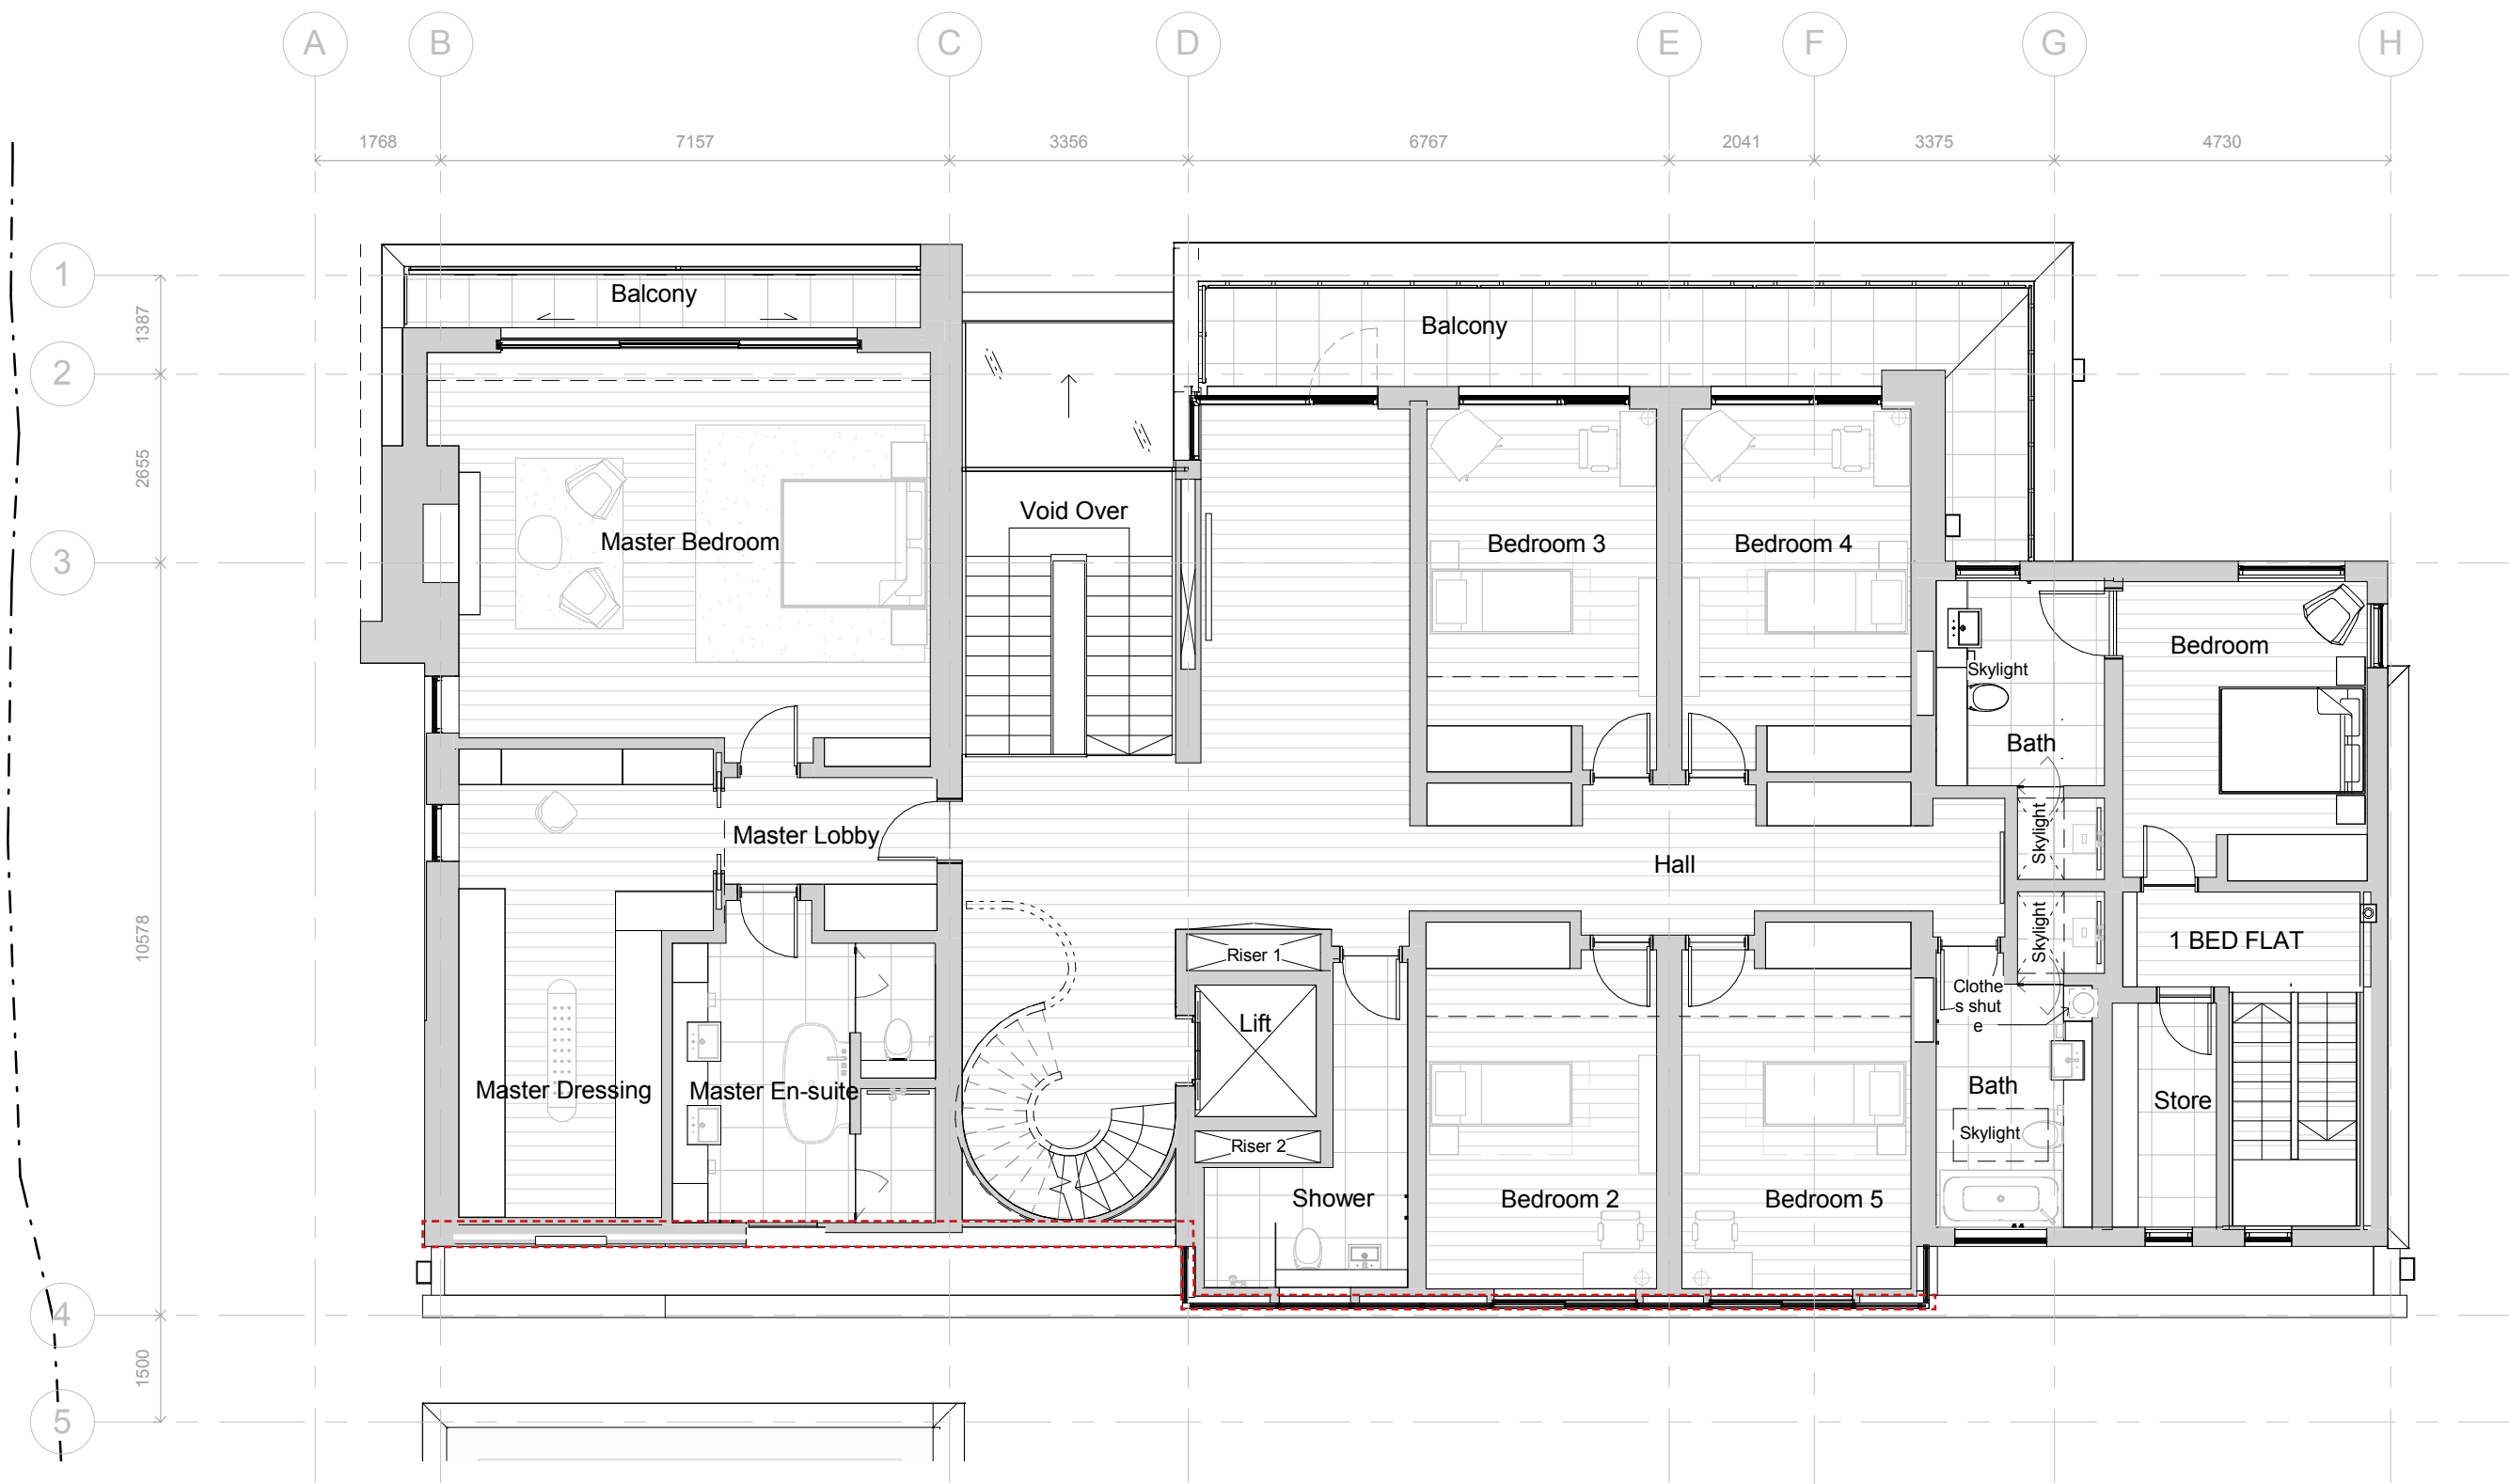 A
B
C
D
E
F
G
H
1768
7157
3356
6767
2041
3375
4730
1
2
3
4
5
1387
2655
10578
1500
Balcony
Balcony
Void Over
Master Bedroom
Bedroom 3
Bedroom 4
Bedroom
Skylight
Bath
Master Lobby
Skylight
Hall
Skylight
1 BED FLAT
Riser 1
Clothe
s shut
e
Lift
Master Dressing
Master En-suite
Bath
Store
Skylight
Riser 2
Shower
Bedroom 2
Bedroom 5